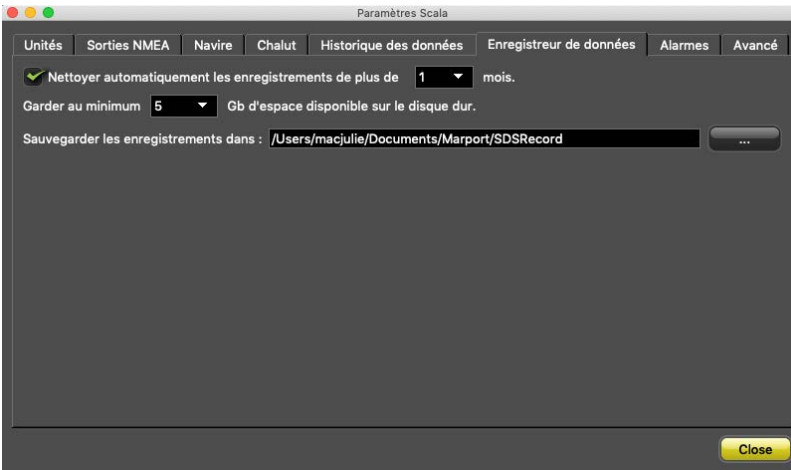 Paramètres Scala
Unités Sorties NMEA Navire Chalut Historique des données Enregistreur de données Alarmes Avancé
Nettoyer automatiquement les enregistrements de plus de 1 mois.
Garder au minimum 5 Gb d'espace disponible sur le disque dur.
Sauvegarder les enregistrements dans : /Users/macjulie/Documents/Marport/SDSRecord ...
Close